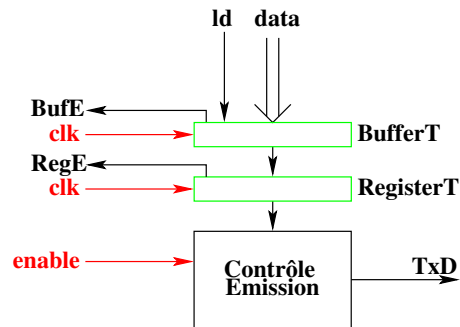 ld data
BufE
clk
BufferT
RegE
clk
RegisterT
enable
Contrôle
Emission
TxD